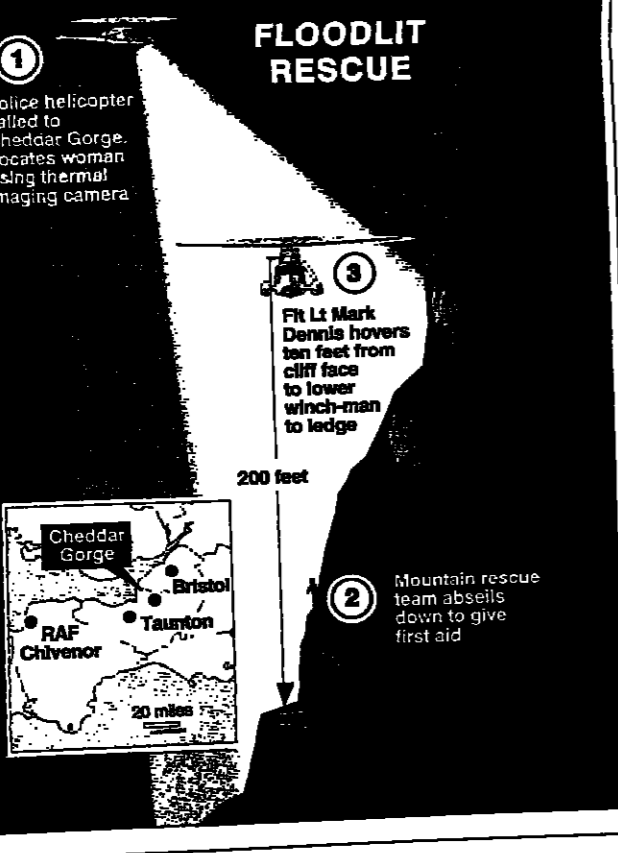 FLOODLIT
RESCUE
1
olice helicopter
alled to
heddar Gorge.
ocates woman
sing thermal
maging camera
3
Flt Lt Mark
Dennis hovers
ten feet from
cliff face
to lower
winch-man
to ledge
200 feet
Cheddar
Gorge
Bristol
Taunton
RAF
Chivenor
20 miles
2
Mountain rescue
team abseils
down to give
first aid